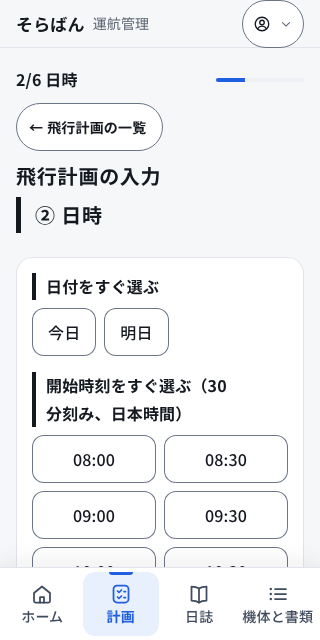 そらばん 運航管理
2/6 日時
← 飛行計画の一覧
飛行計画の入力
② 日時
日付をすぐ選ぶ
今日 明日
開始時刻をすぐ選ぶ（30
分刻み、日本時間）
08:00 08:30
09:00 09:30
ホーム 計画 日誌 機体と書類